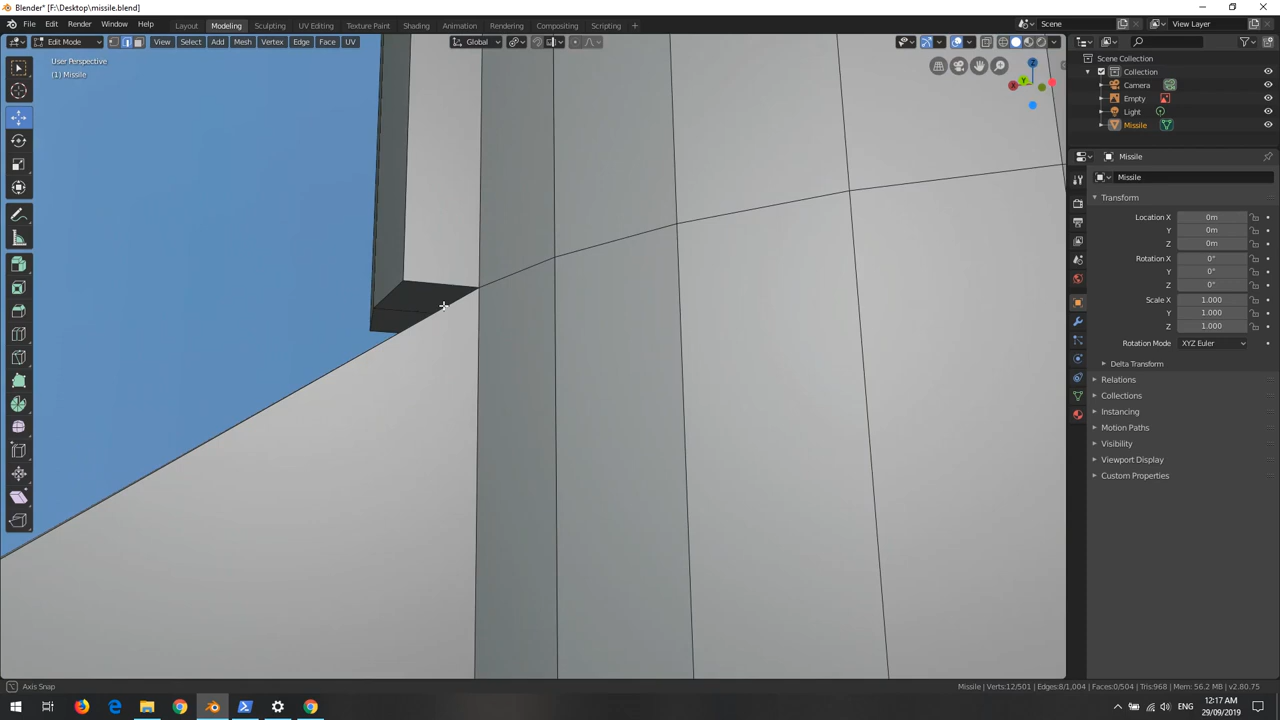 Blender* [F:\Desktop\missile.blend]
File Edit Render Window Help Layout Modeling Sculpting UV Editing Texture Paint Shading Animation Rendering Compositing Scripting Scene View Layer
Edit Mode View Select Add Mesh Vertex Edge Face UV Global
User Perspective
(1) Missile
Scene Collection
Collection
Camera
Empty
Light
Missile
Missile
Missile
Transform
Location X 0m
Y 0m
Z 0m
Rotation X 0°
Y 0°
Z 0°
Scale X 1.000
Y 1.000
Z 1.000
Rotation Mode XYZ Euler
Delta Transform
Relations
Collections
Instancing
Motion Paths
Visibility
Viewport Display
Custom Properties
X Y Z
Axis Snap
Missile | Verts:12/501 | Edges:8/1,004 | Faces:0/504 | Tris:968 | Mem: 56.2 MB | v2.80.75
ENG
12:17 AM
29/09/2019